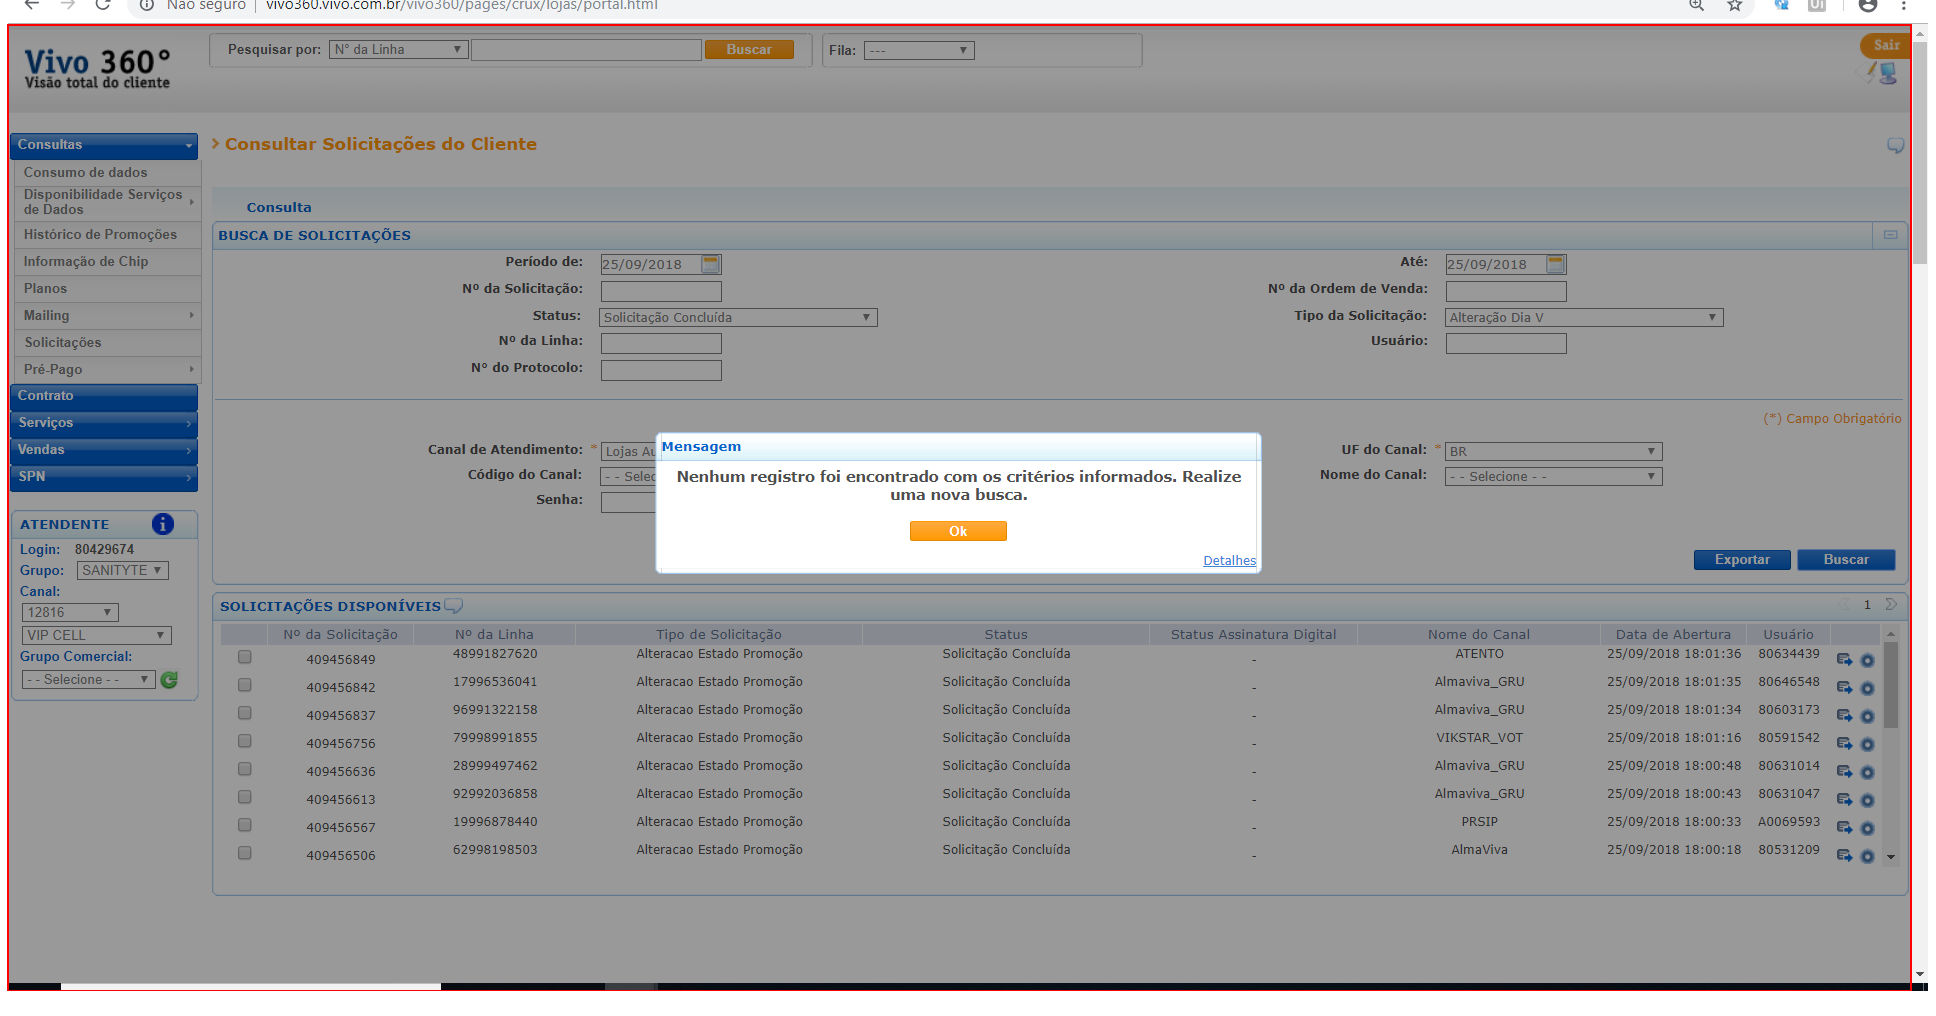 Não seguro | vivo360.vivo.com.br/vivo360/pages/crux/lojas/portal.html
Vivo 360°
Visão total do cliente
Pesquisar por: N° da Linha Buscar
Fila: ---
Sair
Consultas
Consumo de dados
Disponibilidade Serviços
de Dados
Histórico de Promoções
Informação de Chip
Planos
Mailing
Solicitações
Pré-Pago
Contrato
Serviços
Vendas
SPN
ATENDENTE i
Login: 80429674
Grupo: SANITYTE
Canal:
12816
VIP CELL
Grupo Comercial:
- - Selecione - -
> Consultar Solicitações do Cliente
Consulta
BUSCA DE SOLICITAÇÕES
Período de: 25/09/2018 Até: 25/09/2018
Nº da Solicitação: Nº da Ordem de Venda:
Status: Solicitação Concluída Tipo da Solicitação: Alteração Dia V
Nº da Linha: Usuário:
N° do Protocolo:
(*) Campo Obrigatório
Canal de Atendimento: * Lojas Au UF do Canal: * BR
Código do Canal: - - Selec Nome do Canal: - - Selecione - -
Senha:
Mensagem
Nenhum registro foi encontrado com os critérios informados. Realize
uma nova busca.
Ok
Detalhes
Exportar Buscar
SOLICITAÇÕES DISPONÍVEIS 1
Nº da Solicitação Nº da Linha Tipo de Solicitação Status Status Assinatura Digital Nome do Canal Data de Abertura Usuário
409456849 48991827620 Alteracao Estado Promoção Solicitação Concluída - ATENTO 25/09/2018 18:01:36 80634439
409456842 17996536041 Alteracao Estado Promoção Solicitação Concluída - Almaviva_GRU 25/09/2018 18:01:35 80646548
409456837 96991322158 Alteracao Estado Promoção Solicitação Concluída - Almaviva_GRU 25/09/2018 18:01:34 80603173
409456756 79998991855 Alteracao Estado Promoção Solicitação Concluída - VIKSTAR_VOT 25/09/2018 18:01:16 80591542
409456636 28999497462 Alteracao Estado Promoção Solicitação Concluída - Almaviva_GRU 25/09/2018 18:00:48 80631014
409456613 92992036858 Alteracao Estado Promoção Solicitação Concluída - Almaviva_GRU 25/09/2018 18:00:43 80631047
409456567 19996878440 Alteracao Estado Promoção Solicitação Concluída - PRSIP 25/09/2018 18:00:33 A0069593
409456506 62998198503 Alteracao Estado Promoção Solicitação Concluída - AlmaViva 25/09/2018 18:00:18 80531209